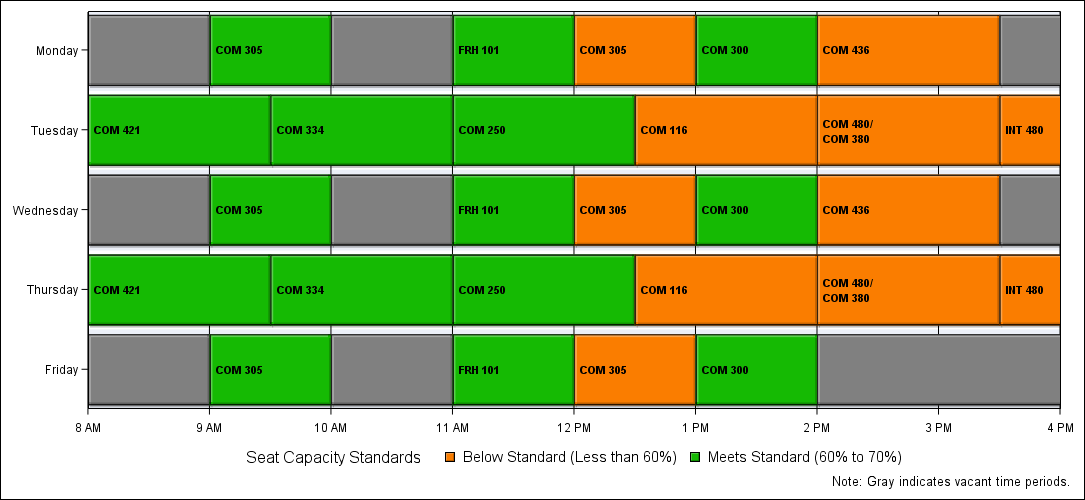 Monday
COM 305
FRH 101
COM 305
COM 300
COM 436
Tuesday
COM 421
COM 334
COM 250
COM 116
COM 480/
COM 380
INT 480
Wednesday
COM 305
FRH 101
COM 305
COM 300
COM 436
Thursday
COM 421
COM 334
COM 250
COM 116
COM 480/
COM 380
INT 480
Friday
COM 305
FRH 101
COM 305
COM 300
8 AM 9 AM 10 AM 11 AM 12 PM 1 PM 2 PM 3 PM 4 PM
Seat Capacity Standards Below Standard (Less than 60%) Meets Standard (60% to 70%)
Note: Gray indicates vacant time periods.